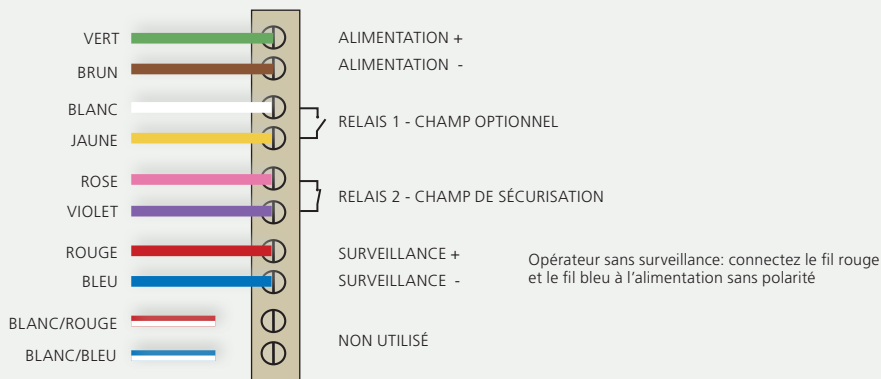 VERT
ALIMENTATION +
BRUN
ALIMENTATION -
BLANC
RELAIS 1 - CHAMP OPTIONNEL
JAUNE
ROSE
RELAIS 2 - CHAMP DE SÉCURISATION
VIOLET
ROUGE
SURVEILLANCE +
BLEU
SURVEILLANCE -
Opérateur sans surveillance: connectez le fil rouge
et le fil bleu à l'alimentation sans polarité
BLANC/ROUGE
NON UTILISÉ
BLANC/BLEU